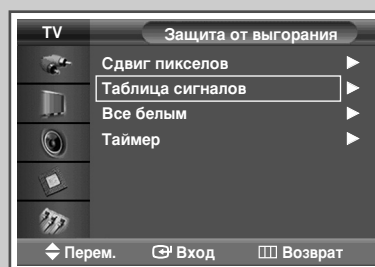 TV Защита от выгорания
Сдвиг пикселов
Таблица сигналов
Все белым
Таймер
Перем. Вход Возврат